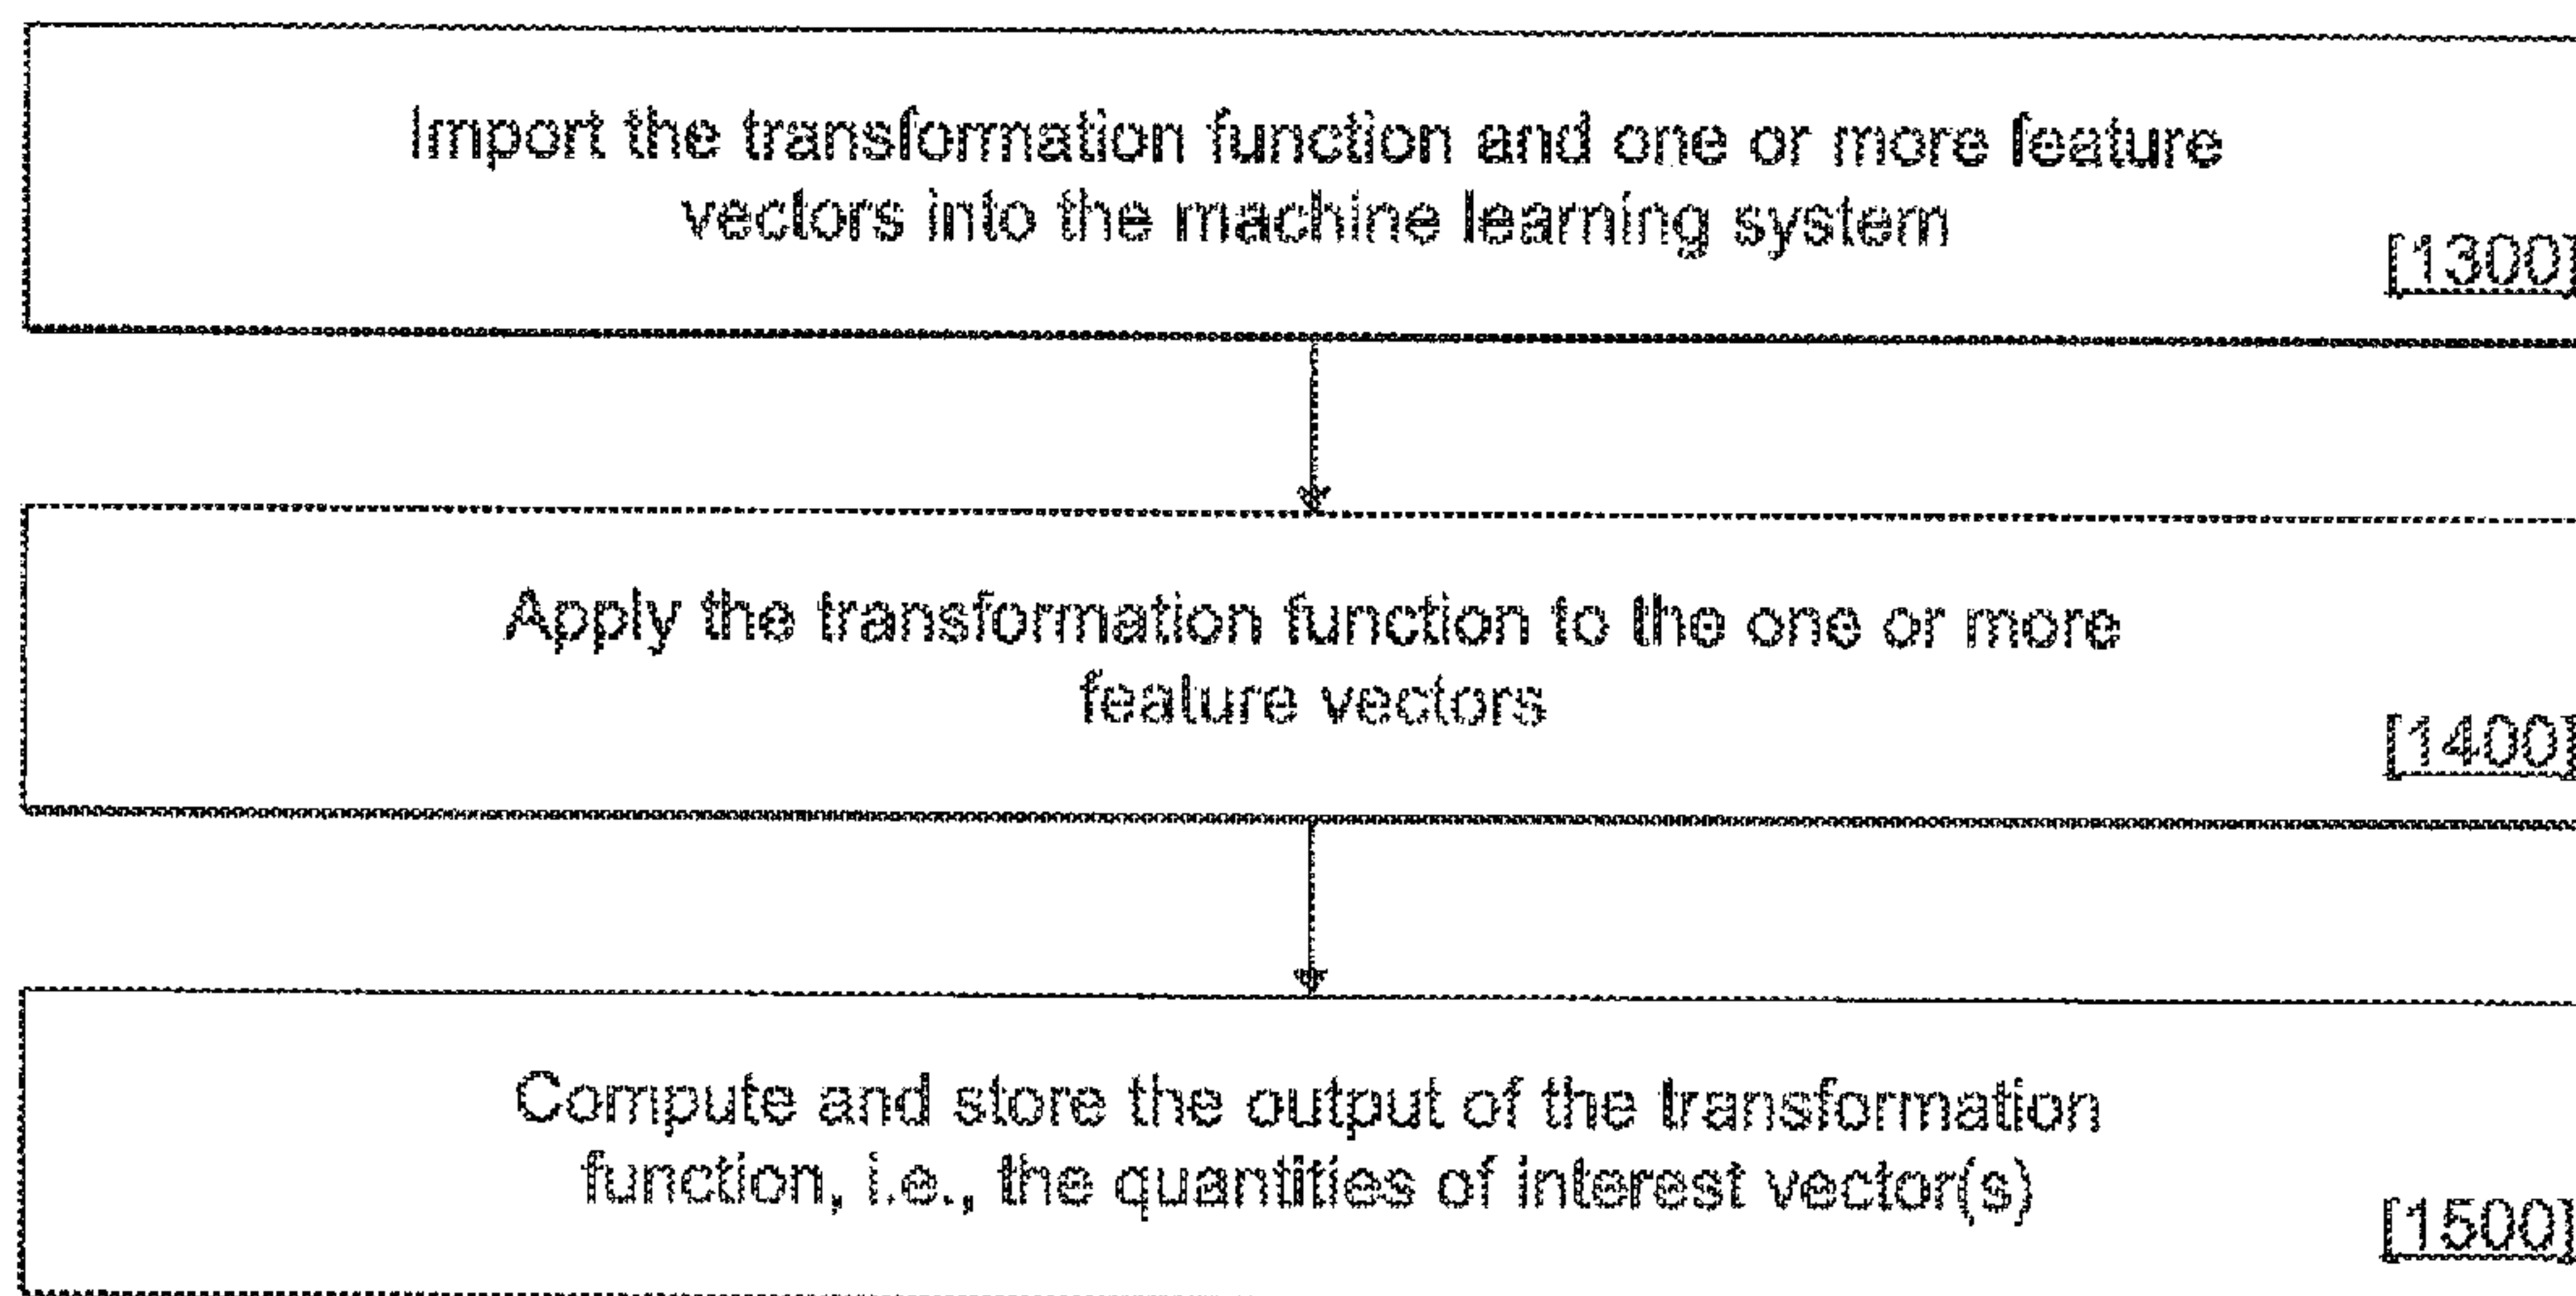 Import the transformation function and one or more feature
vectors into the machine learning system
[1300]
Apply the transformation function to the one or more
feature vectors
[1400]
Compute and store the output of the transformation
function, i.e., the quantities of interest vector(s)
[1500]